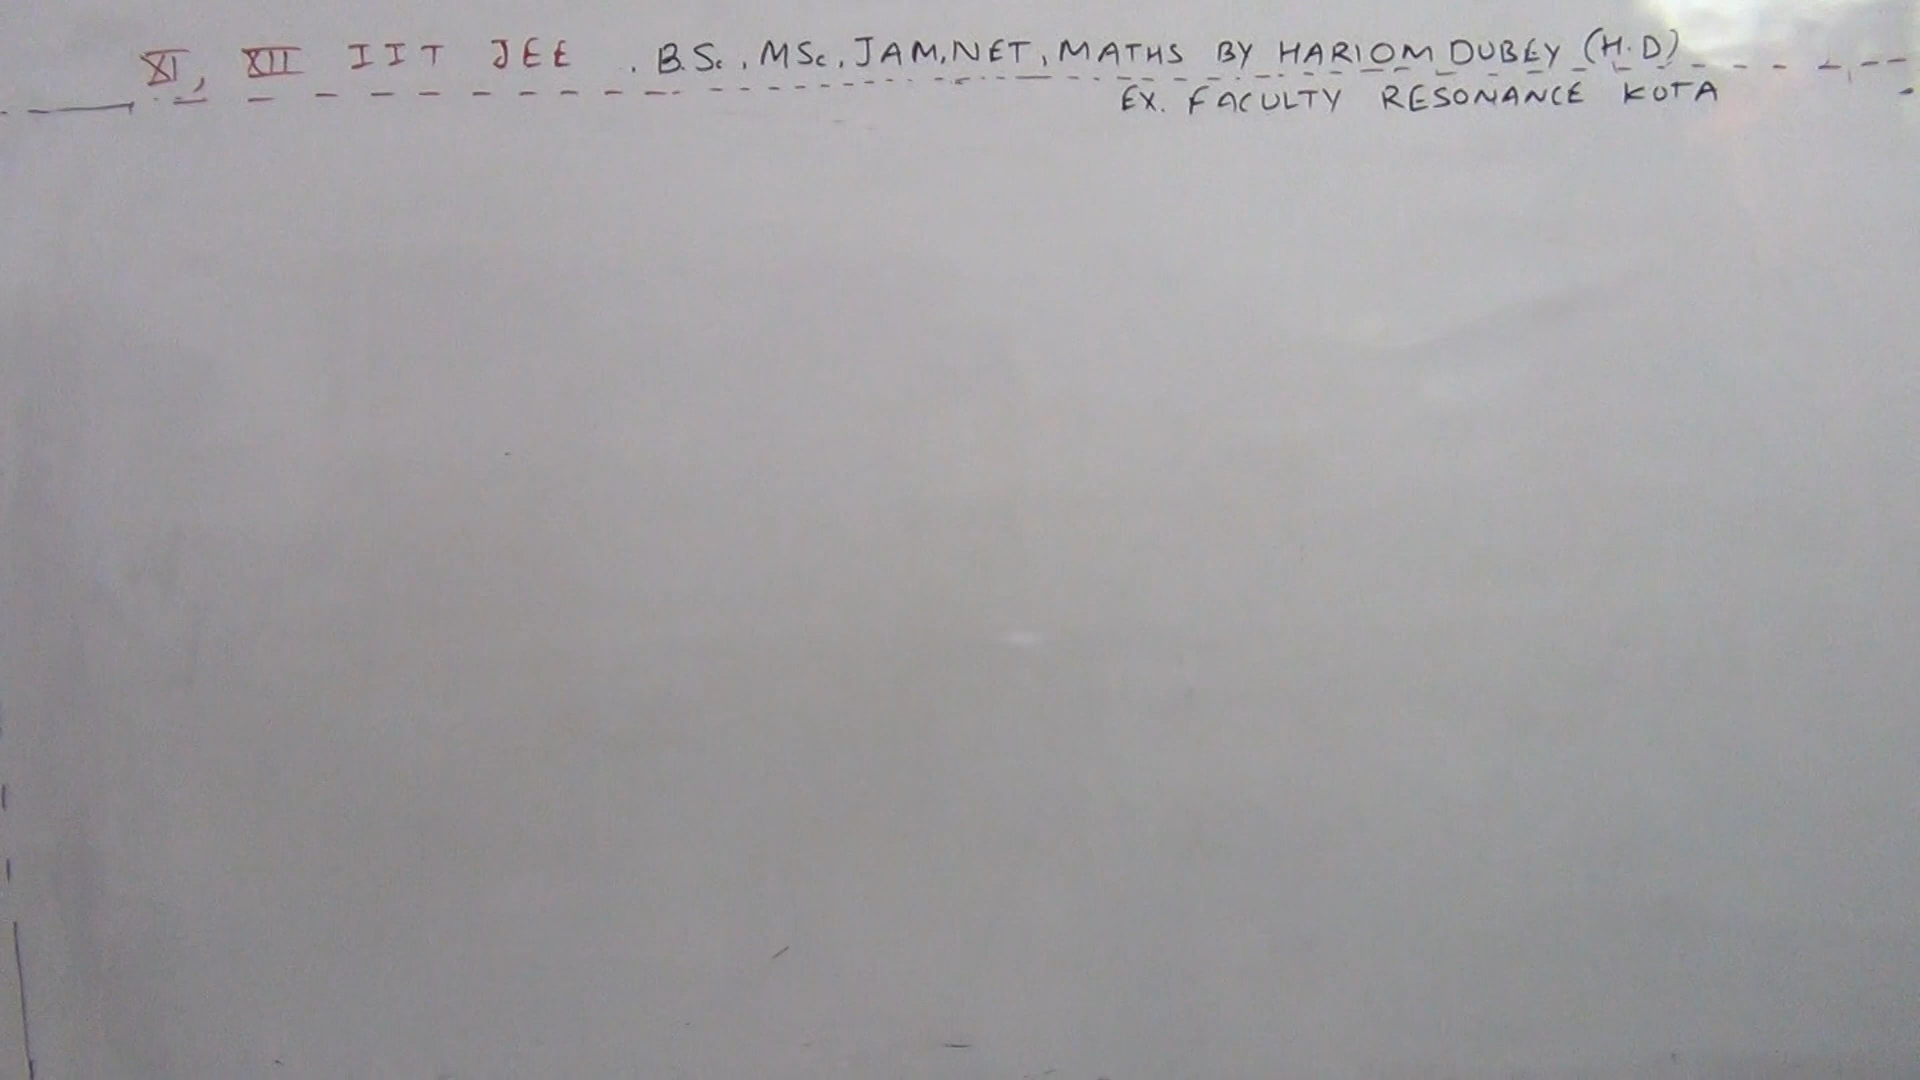 XI, XII IIT JEE . B.Sc, MSc, JAM, NET, MATHS BY HARIOM DUBEY (H.D)
EX. FACULTY RESONANCE KOTA